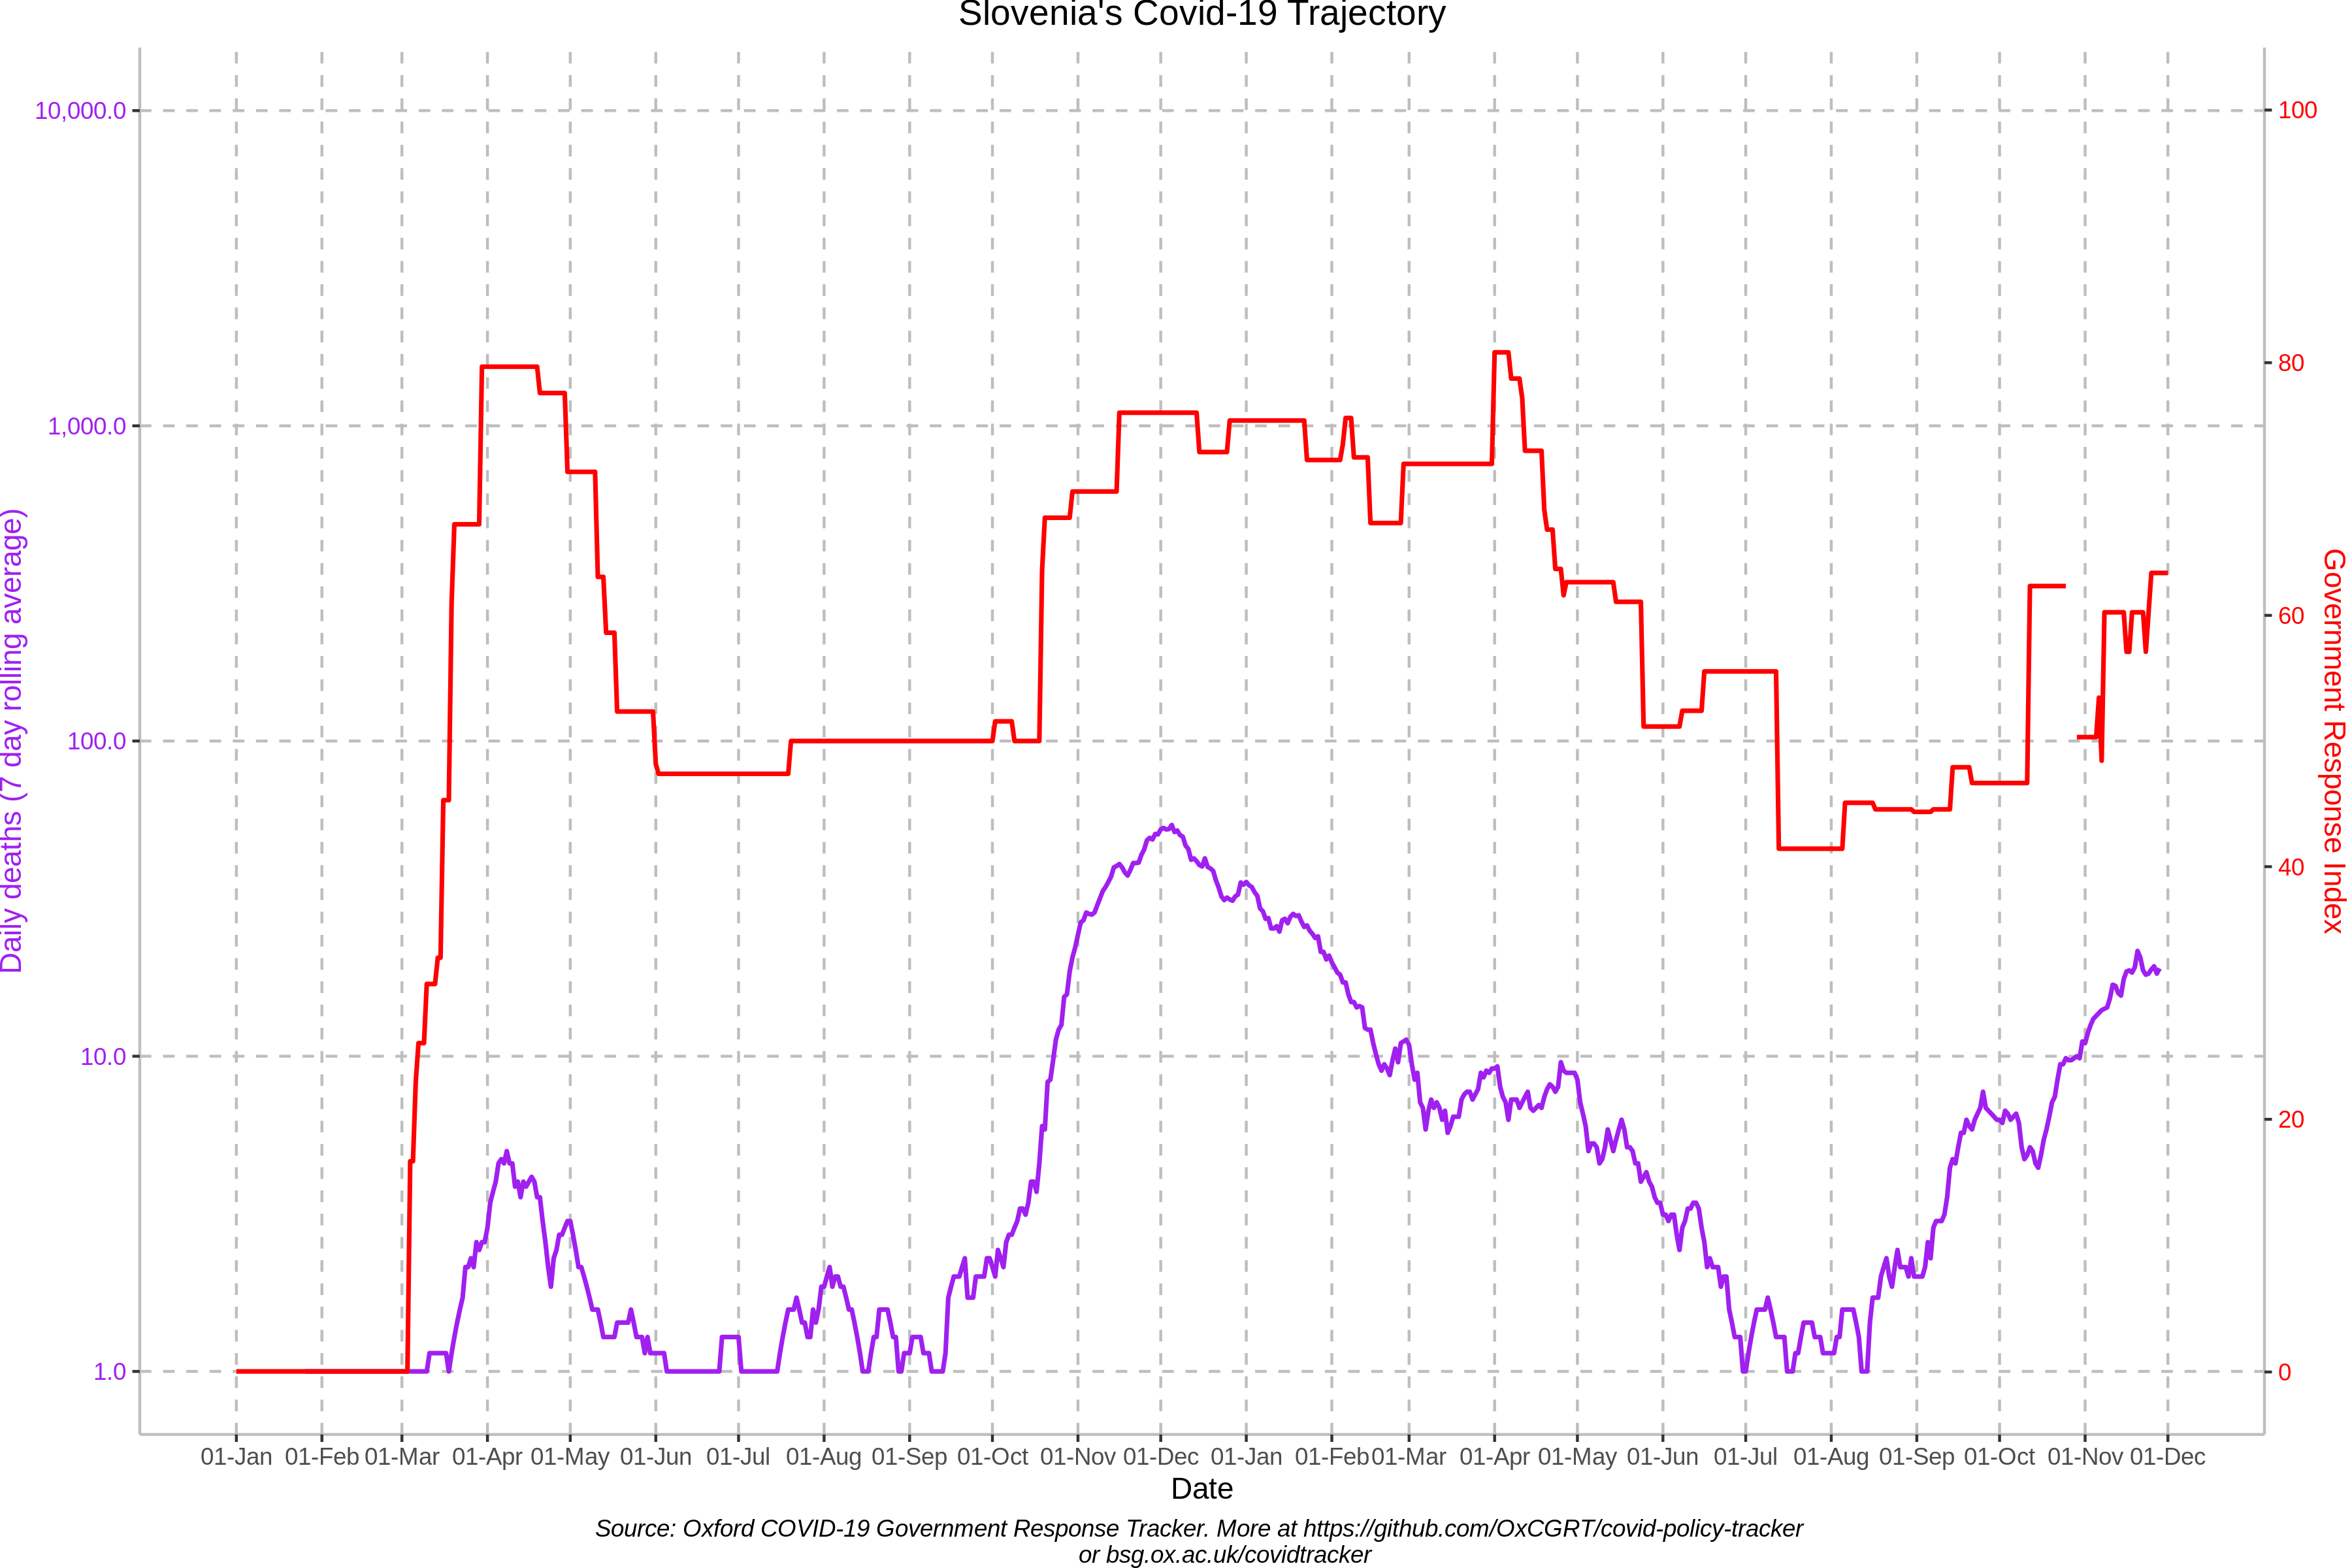 Slovenia's Covid-19 Trajectory
10,000.0
1,000.0
100.0
10.0
1.0
Daily deaths (7 day rolling average)
100
80
60
40
20
0
Government Response Index
01-Jan 01-Feb 01-Mar 01-Apr 01-May 01-Jun 01-Jul 01-Aug 01-Sep 01-Oct 01-Nov 01-Dec 01-Jan 01-Feb 01-Mar 01-Apr 01-May 01-Jun 01-Jul 01-Aug 01-Sep 01-Oct 01-Nov 01-Dec
Date
Source: Oxford COVID-19 Government Response Tracker. More at https://github.com/OxCGRT/covid-policy-tracker
or bsg.ox.ac.uk/covidtracker